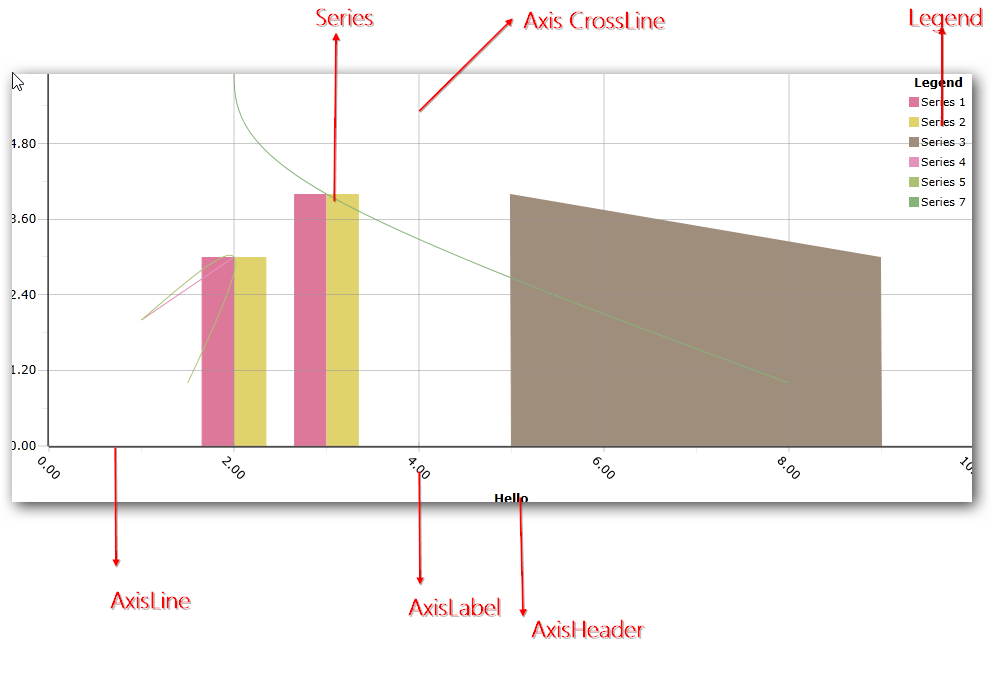 Series
Axis CrossLine
Legend
Legend
Series 1
Series 2
Series 3
Series 4
Series 5
Series 7
4.80
3.60
2.40
1.20
0.00
0.00
2.00
4.00
6.00
8.00
10.
Hello
AxisLine
AxisLabel
AxisHeader